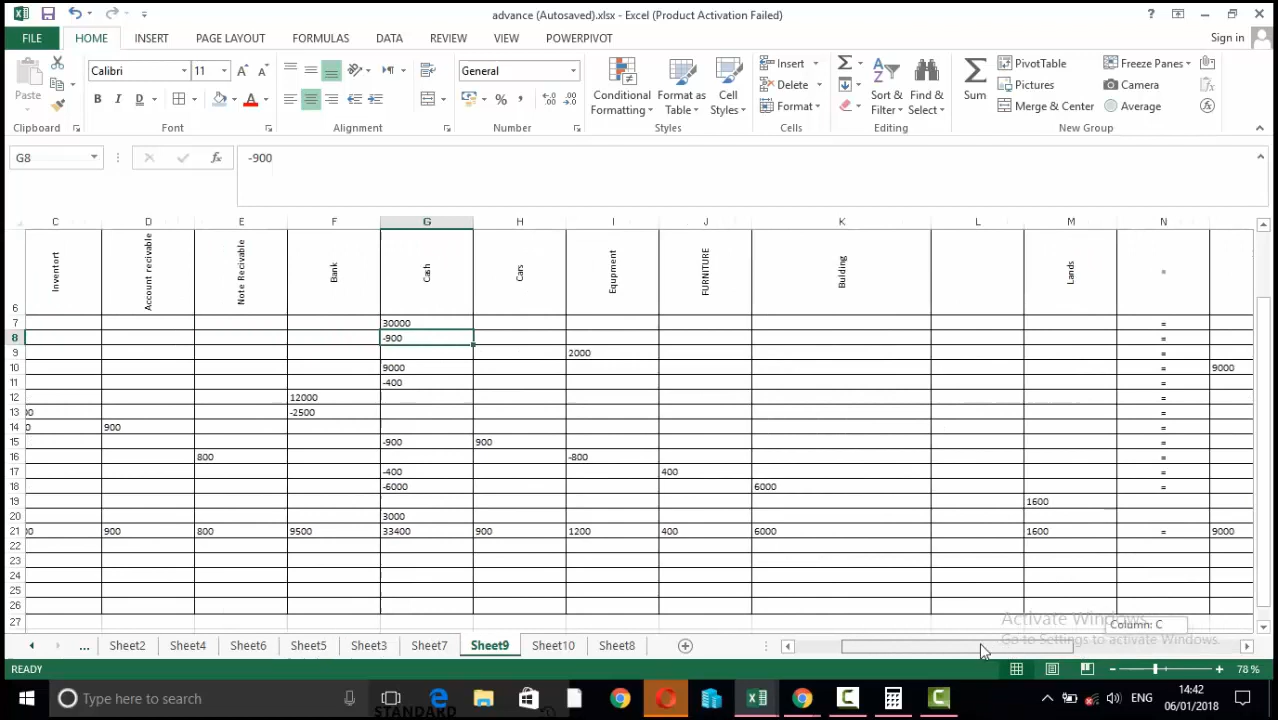 advance (Autosaved).xlsx - Excel (Product Activation Failed)
FILE HOME INSERT PAGE LAYOUT FORMULAS DATA REVIEW VIEW POWERPIVOT Sign in
Paste Calibri 11 General Conditional Formatting Format as Table Cell Styles Insert Delete Format Sort & Filter Find & Select Sum PivotTable Pictures Merge & Center Freeze Panes Camera Average
Clipboard Font Alignment Number Styles Cells Editing New Group
G8 fx -900
C D E F G H I J K L M N
6 Inventort Account recivable Note Recivable Bank Cash Cars Equpment FURNITURE Bulding Lands =
7 30000 =
8 -900 =
9 2000 =
10 9000 = 9000
11 -400 =
12 12000 =
13 -2500 =
14 900 =
15 -900 900 =
16 800 -800 =
17 -400 400 =
18 -6000 6000 =
19 1600
20 3000
21 900 800 9500 33400 900 1200 400 6000 1600 = 9000
22
23
24
25
26
27
Activate Windows
Column: C
Go to Settings to activate Windows.
... Sheet2 Sheet4 Sheet6 Sheet5 Sheet3 Sheet7 Sheet9 Sheet10 Sheet8
READY 78 %
Type here to search ENG 14:42
STANDARD 06/01/2018